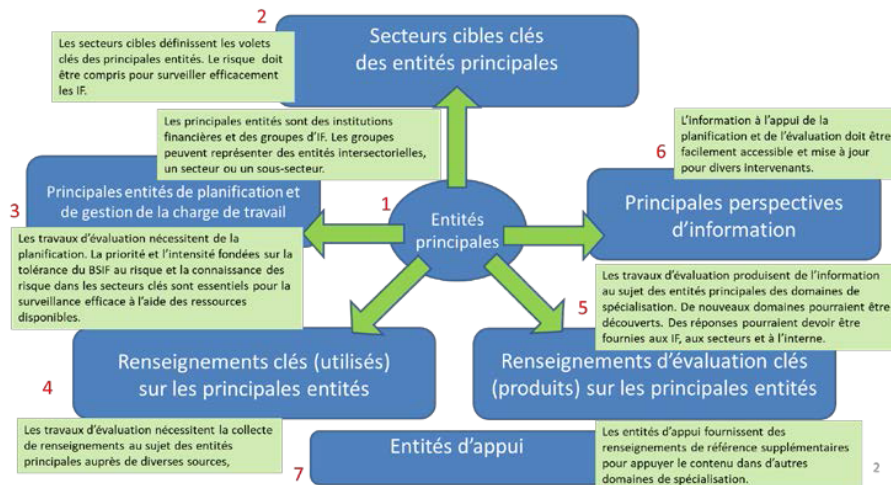 2
Secteurs cibles clés
des entités principales
Les secteurs cibles définissent les volets
clés des principales entités. Le risque doit
être compris pour surveiller efficacement
les IF.
Les principales entités sont des institutions
financières et des groupes d'IF. Les groupes
peuvent représenter des entités intersectorielles,
un secteur ou un sous-secteur.
L'information à l'appui de la
planification et de l'évaluation doit être
facilement accessible et mise à jour
pour divers intervenants.
6
3
Principales entités de planification et
de gestion de la charge de travail
1
Entités
principales
Principales perspectives
d'information
Les travaux d'évaluation nécessitent de la
planification. La priorité et l'intensité fondées sur la
tolérance du BSIF au risque et la connaissance des
risque dans les secteurs clés sont essentiels pour la
surveillance efficace à l'aide des ressources
disponibles.
Les travaux d'évaluation produisent de l'information
au sujet des entités principales des domaines de
spécialisation. De nouveaux domaines pourraient être
découverts. Des réponses pourraient devoir être
fournies aux IF, aux secteurs et à l'interne.
5
4
Renseignements clés (utilisés)
sur les principales entités
Renseignements d'évaluation clés
(produits) sur les principales entités
Les travaux d'évaluation nécessitent la
collecte de renseignements au sujet des entités
principales auprès de diverses sources,
7
Entités d'appui
Les entités d'appui fournissent des
renseignements de référence supplémentaires
pour appuyer le contenu dans d'autres
domaines de spécialisation.
2